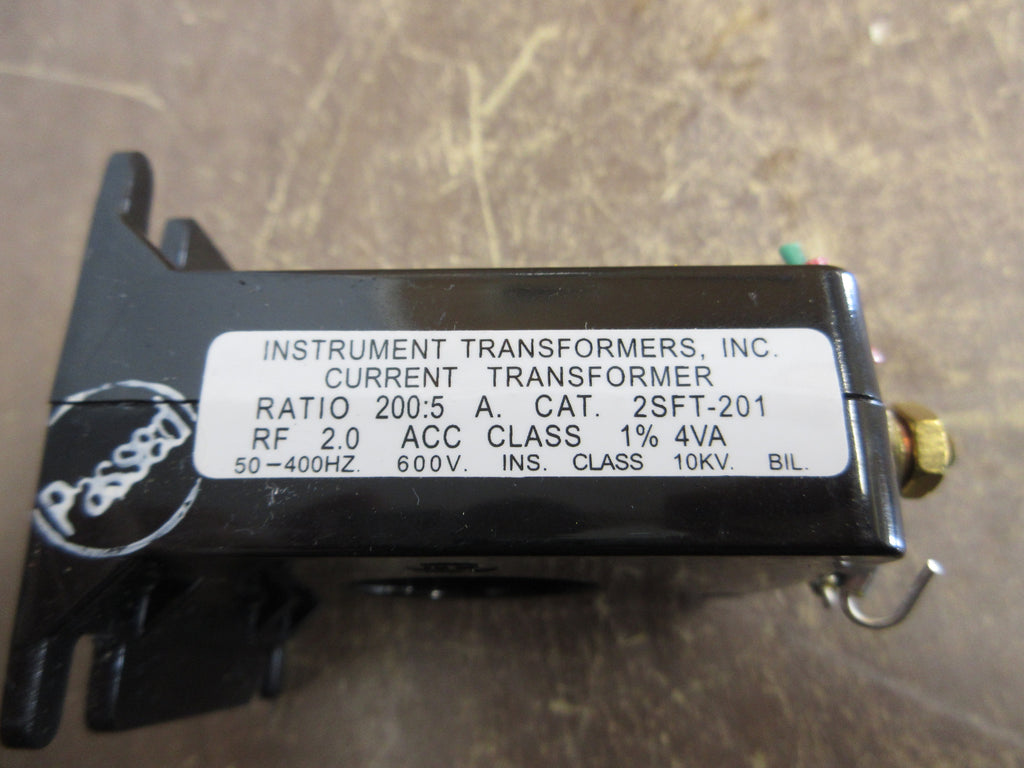 INSTRUMENT TRANSFORMERS, INC.
CURRENT TRANSFORMER
RATIO 200:5 A. CAT. 2SFT-201
RF 2.0 ACC CLASS 1% 4VA
50-400HZ. 600V. INS. CLASS 10KV. BIL.